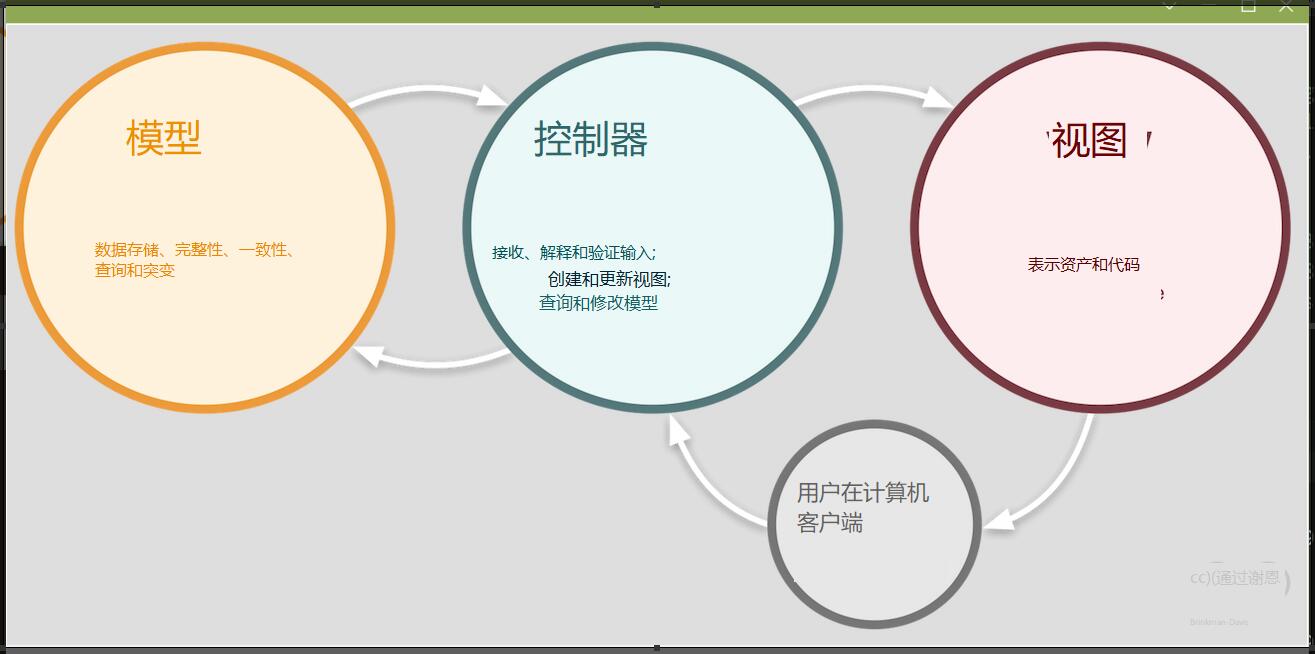 模型
数据存储、完整性、一致性、
查询和突变
控制器
接收、解释和验证输入;
创建和更新视图;
查询和修改模型
视图
表示资产和代码
用户在计算机
客户端
cc)(通过谢恩
Brinkman-Davis